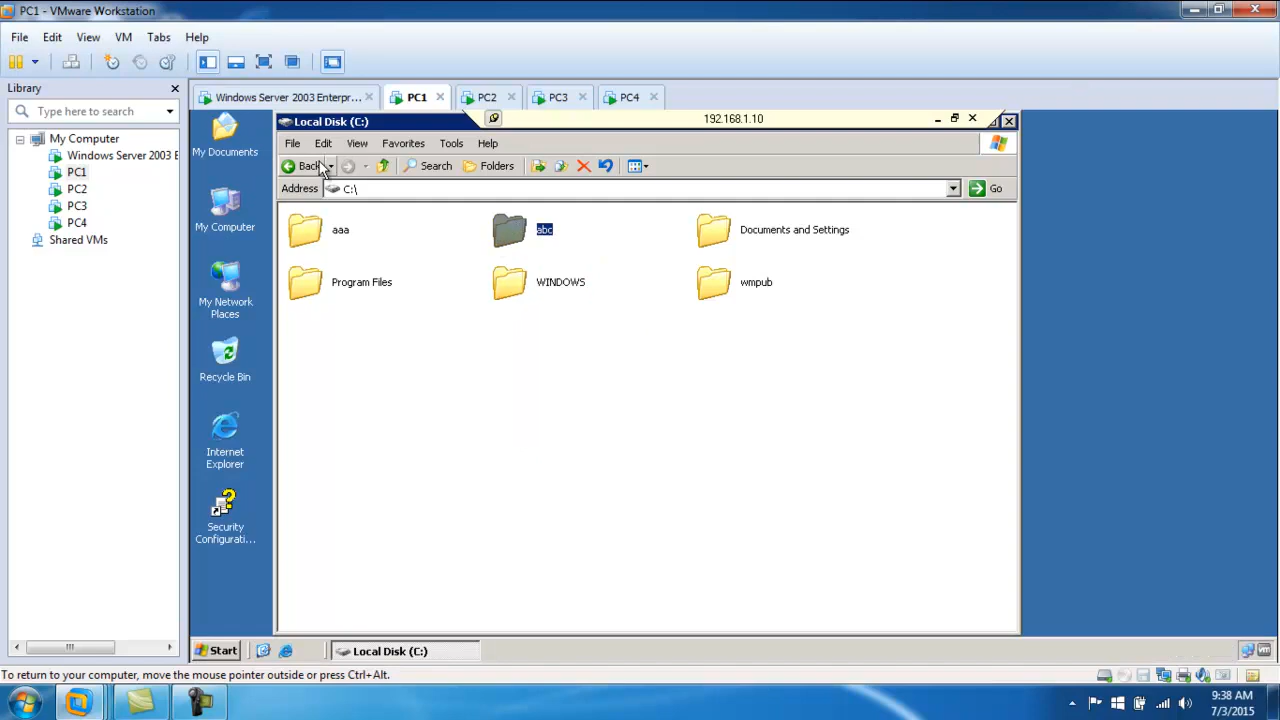 PC1 - VMware Workstation
File Edit View VM Tabs Help
Library
Type here to search
My Computer
Windows Server 2003 E
PC1
PC2
PC3
PC4
Shared VMs
Windows Server 2003 Enterpr... PC1 PC2 PC3 PC4
My Documents
My Computer
My Network
Places
Recycle Bin
Internet
Explorer
Security
Configurati...
Local Disk (C:)
192.168.1.10
File Edit View Favorites Tools Help
Back Search Folders
Address C:\ Go
aaa abc Documents and Settings
Program Files WINDOWS wmpub
Start Local Disk (C:)
To return to your computer, move the mouse pointer outside or press Ctrl+Alt.
9:38 AM
7/3/2015